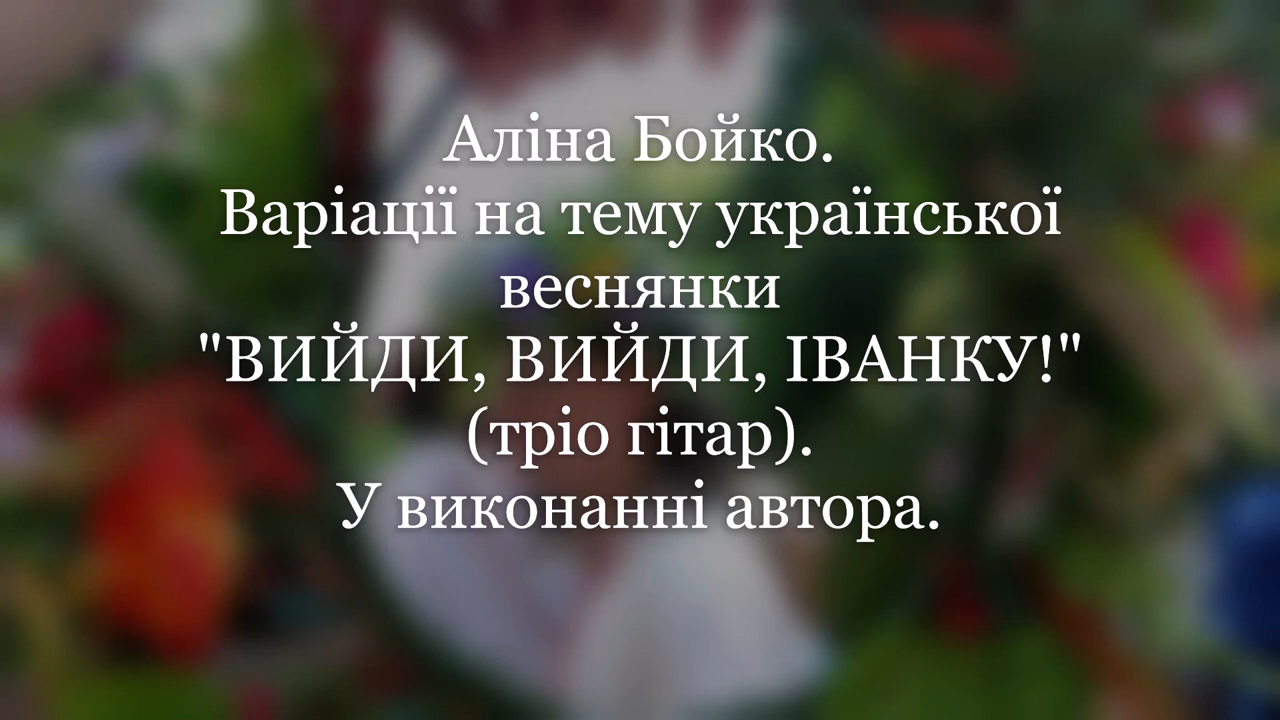 Аліна Бойко.
Варіації на тему української
веснянки
"ВИЙДИ, ВИЙДИ, ІВАНКУ!"
(тріо гітар).
У виконанні автора.